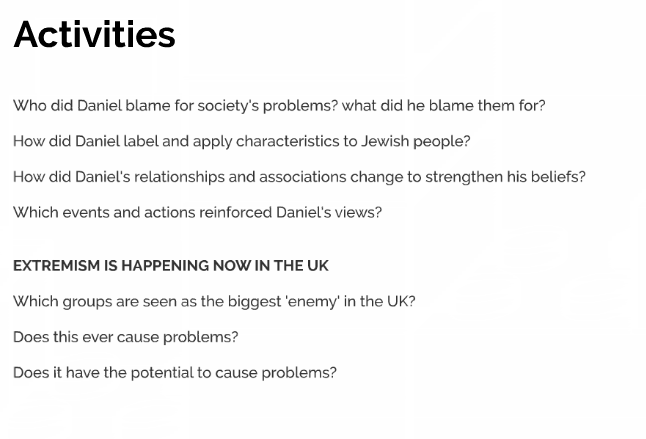 Activities
Who did Daniel blame for society's problems? what did he blame them for?
How did Daniel label and apply characteristics to Jewish people?
How did Daniel's relationships and associations change to strengthen his beliefs?
Which events and actions reinforced Daniel's views?
EXTREMISM IS HAPPENING NOW IN THE UK
Which groups are seen as the biggest 'enemy' in the UK?
Does this ever cause problems?
Does it have the potential to cause problems?